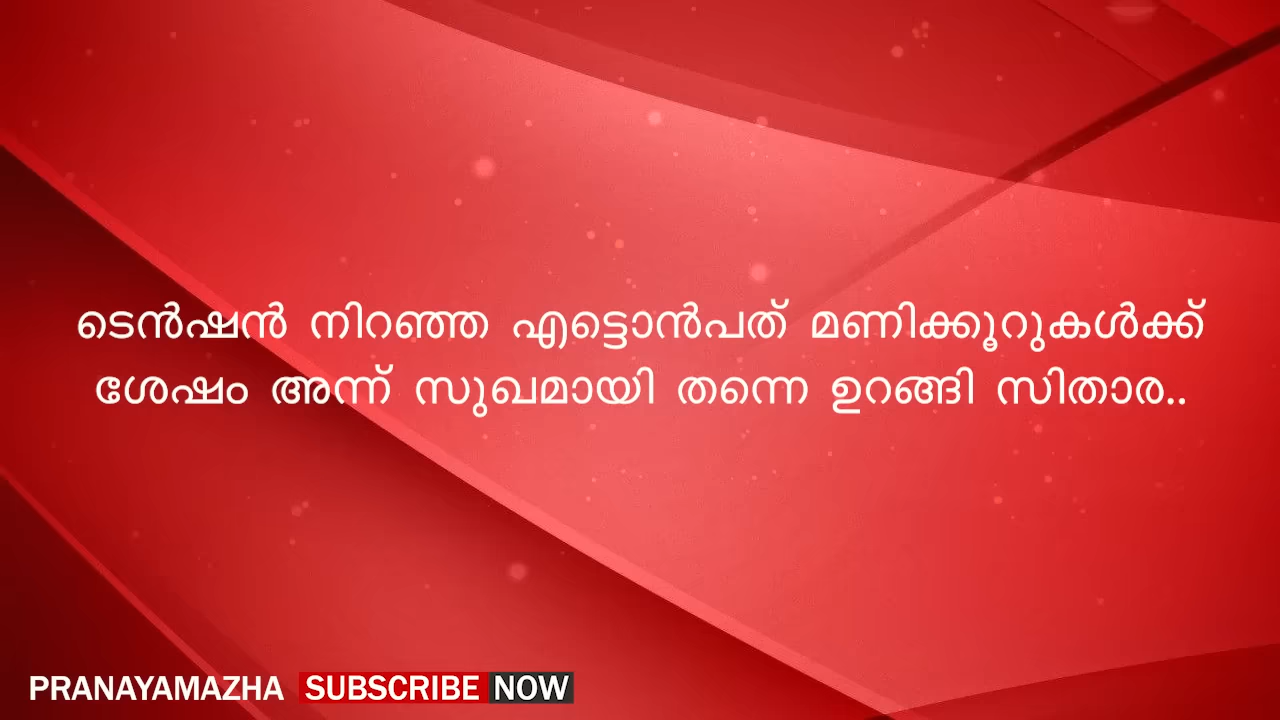 ടെൻഷൻ നിറഞ്ഞ എട്ടൊൻപത് മണിക്കൂറുകൾക്ക്
ശേഷം അന്ന് സുഖമായി തന്നെ ഉറങ്ങി സിതാര..
PRANAYAMAZHA SUBSCRIBE NOW